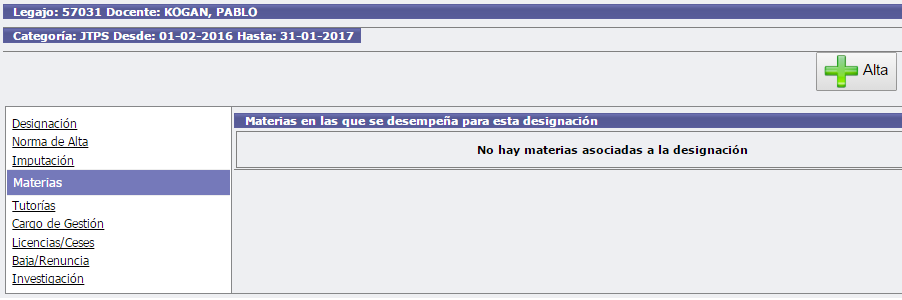 Legajo: 57031 Docente: KOGAN, PABLO
Categoría: JTPS Desde: 01-02-2016 Hasta: 31-01-2017
Alta
Designación
Norma de Alta
Imputación
Materias
Tutorías
Cargo de Gestión
Licencias/Ceses
Baja/Renuncia
Investigación
Materias en las que se desempeña para esta designación
No hay materias asociadas a la designación